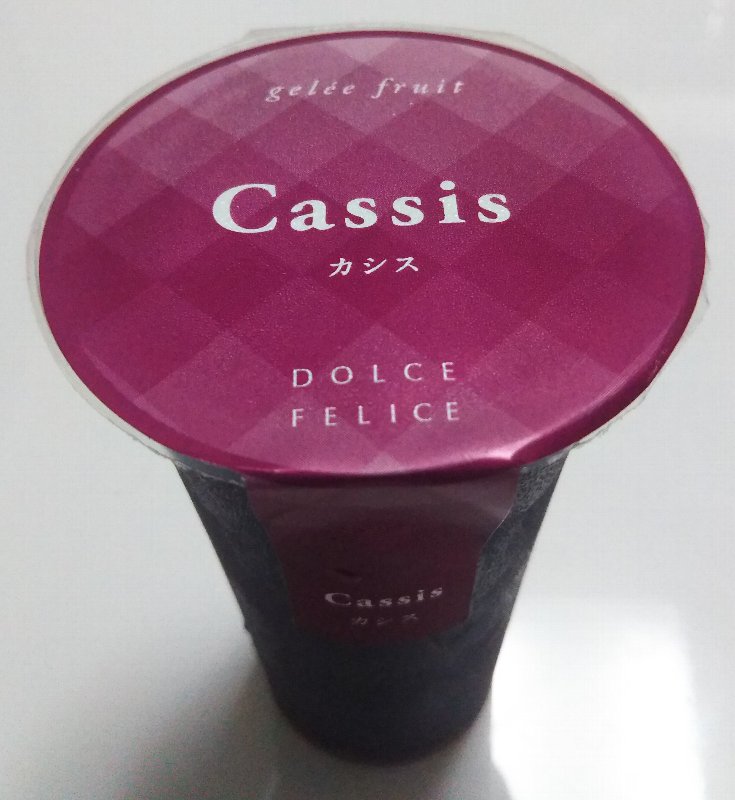 gelée fruit
Cassis
カシス
DOLCE
FELICE
Cassis
カシス